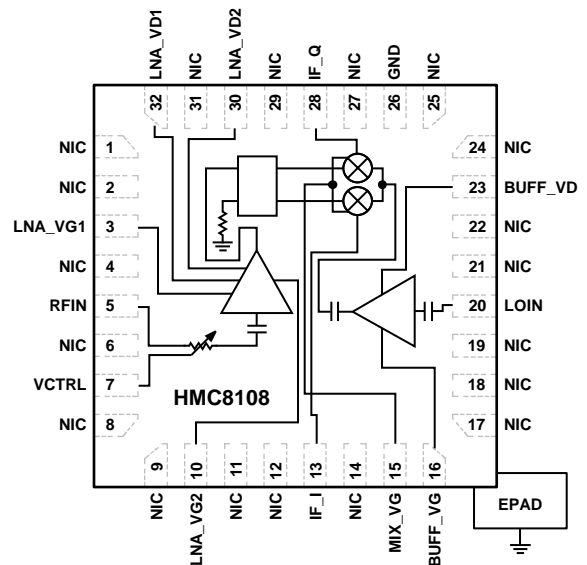 LNA_VD1
NIC
LNA_VD2
NIC
IF_Q
NIC
GND
NIC
32
31
30
29
28
27
26
25
NIC 1
NIC 2
LNA_VG1 3
NIC 4
RFIN 5
NIC 6
VCTRL 7
NIC 8
24 NIC
23 BUFF_VD
22 NIC
21 NIC
20 LOIN
19 NIC
18 NIC
17 NIC
HMC8108
9
10
11
12
13
14
15
16
NIC
LNA_VG2
NIC
NIC
IF_I
NIC
MIX_VG
BUFF_VG
EPAD